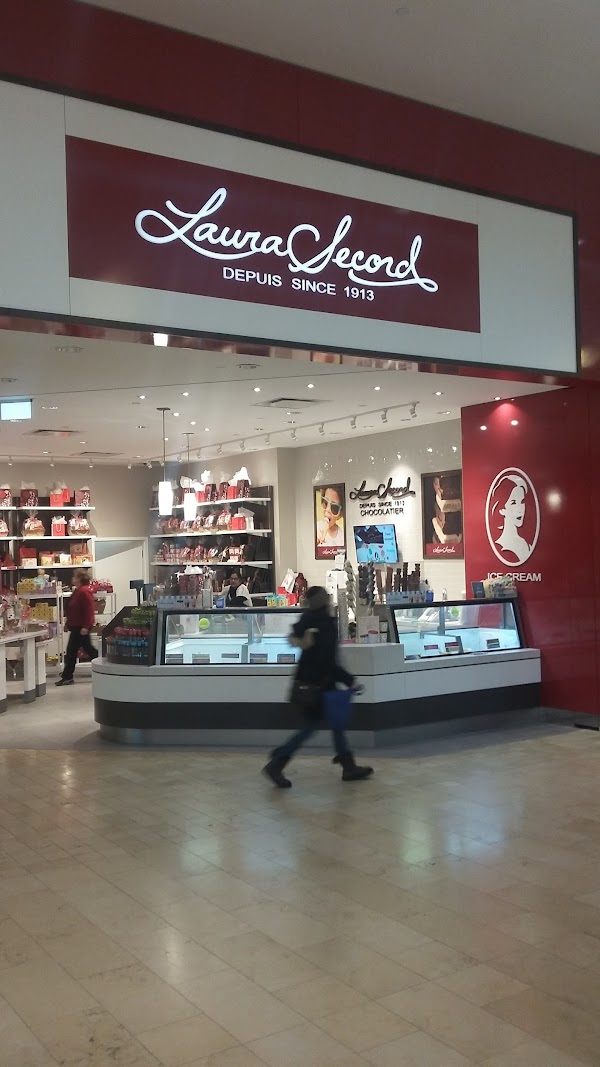 Laura Secord
DEPUIS SINCE 1913
Laura Secord
DEPUIS SINCE 1913
CHOCOLATIER
ICE CREAM